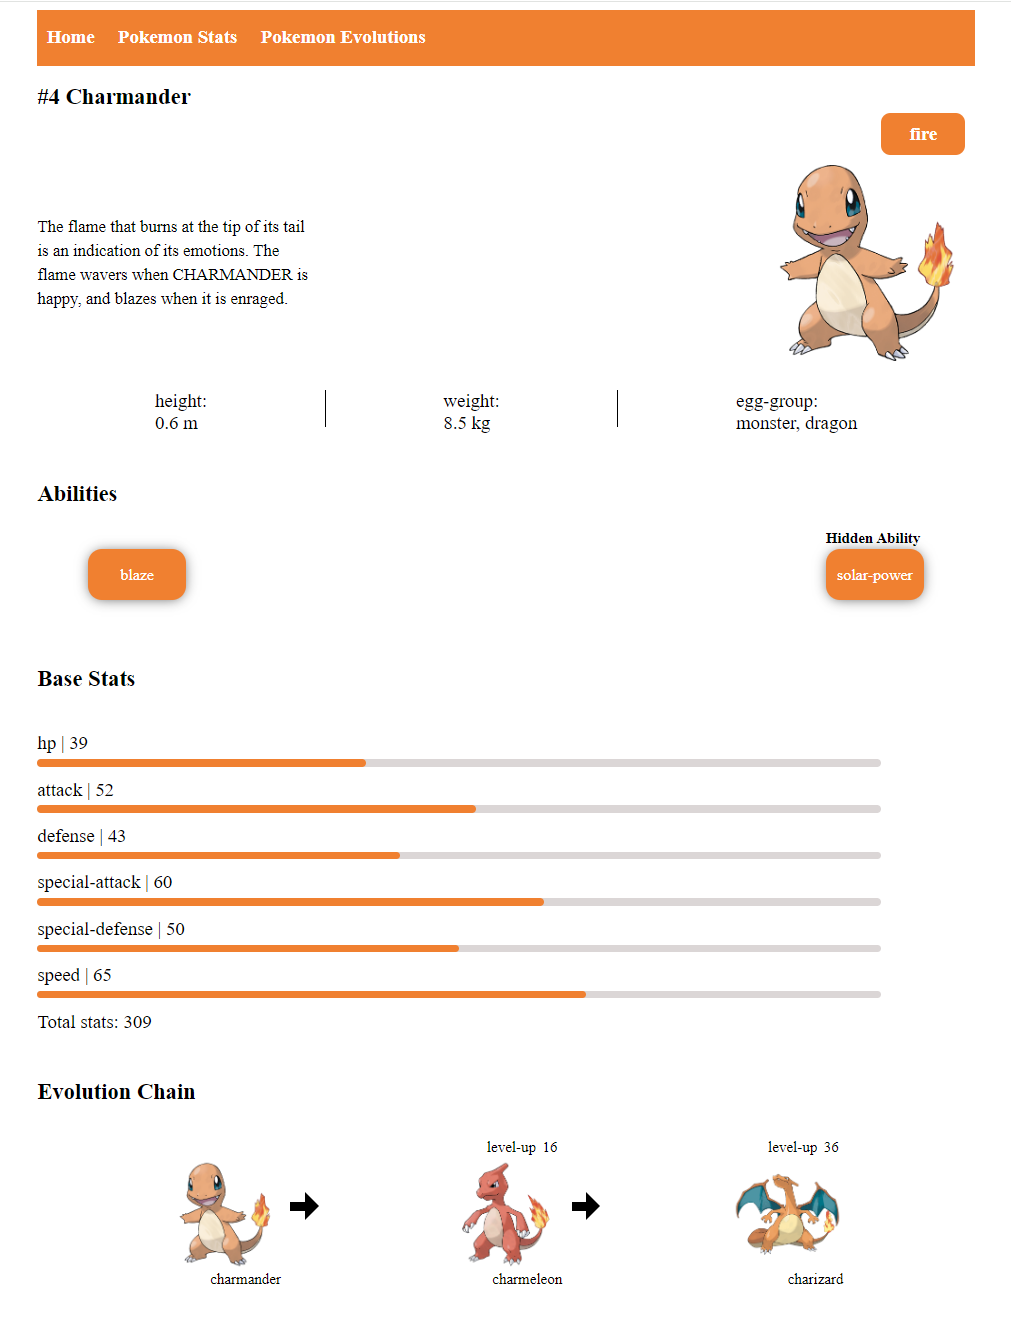 Home Pokemon Stats Pokemon Evolutions
#4 Charmander
fire
The flame that burns at the tip of its tail
is an indication of its emotions. The
flame wavers when CHARMANDER is
happy, and blazes when it is enraged.
height:
0.6 m
weight:
8.5 kg
egg-group:
monster, dragon
Abilities
blaze
Hidden Ability
solar-power
Base Stats
hp | 39
attack | 52
defense | 43
special-attack | 60
special-defense | 50
speed | 65
Total stats: 309
Evolution Chain
charmander
level-up 16
charmeleon
level-up 36
charizard